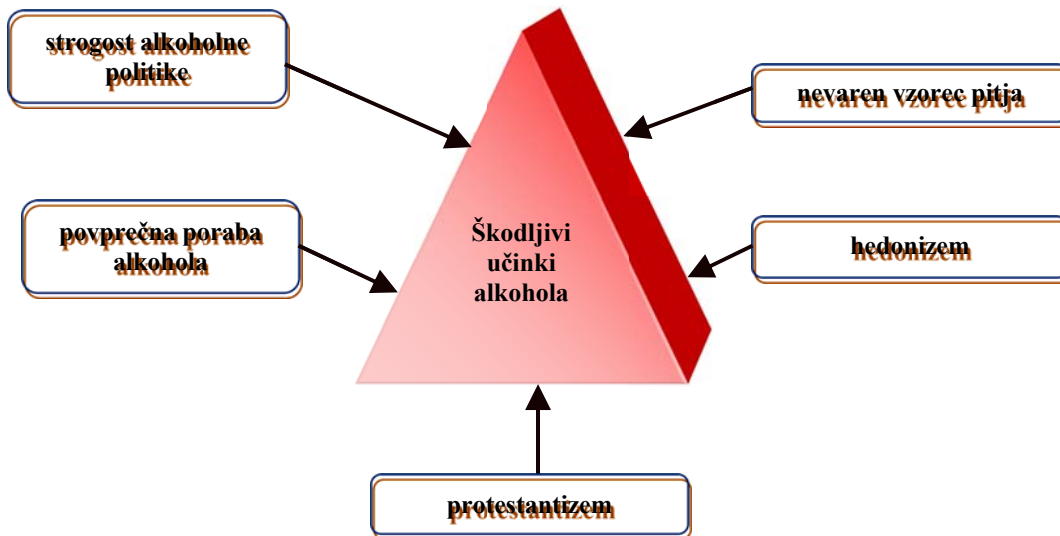 strogost alkoholne
politike
nevaren vzorec pitja
povprečna poraba
alkohola
Škodljivi
učinki
alkohola
hedonizem
protestantizem